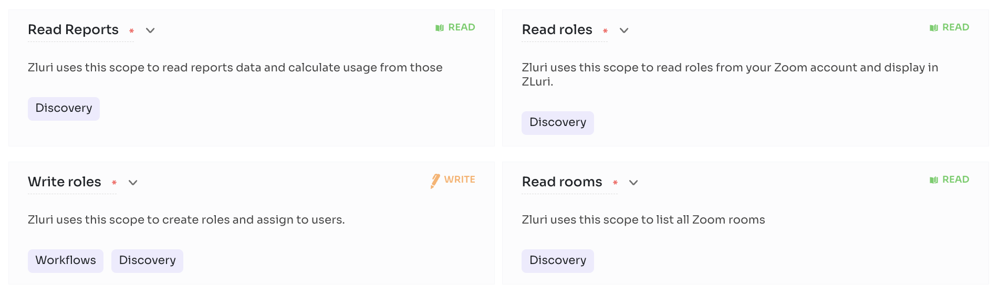 Read Reports *
READ
Zluri uses this scope to read reports data and calculate usage from those
Discovery
Read roles *
READ
Zluri uses this scope to read roles from your Zoom account and display in
ZLuri.
Discovery
Write roles *
WRITE
Zluri uses this scope to create roles and assign to users.
Workflows Discovery
Read rooms *
READ
Zluri uses this scope to list all Zoom rooms
Discovery